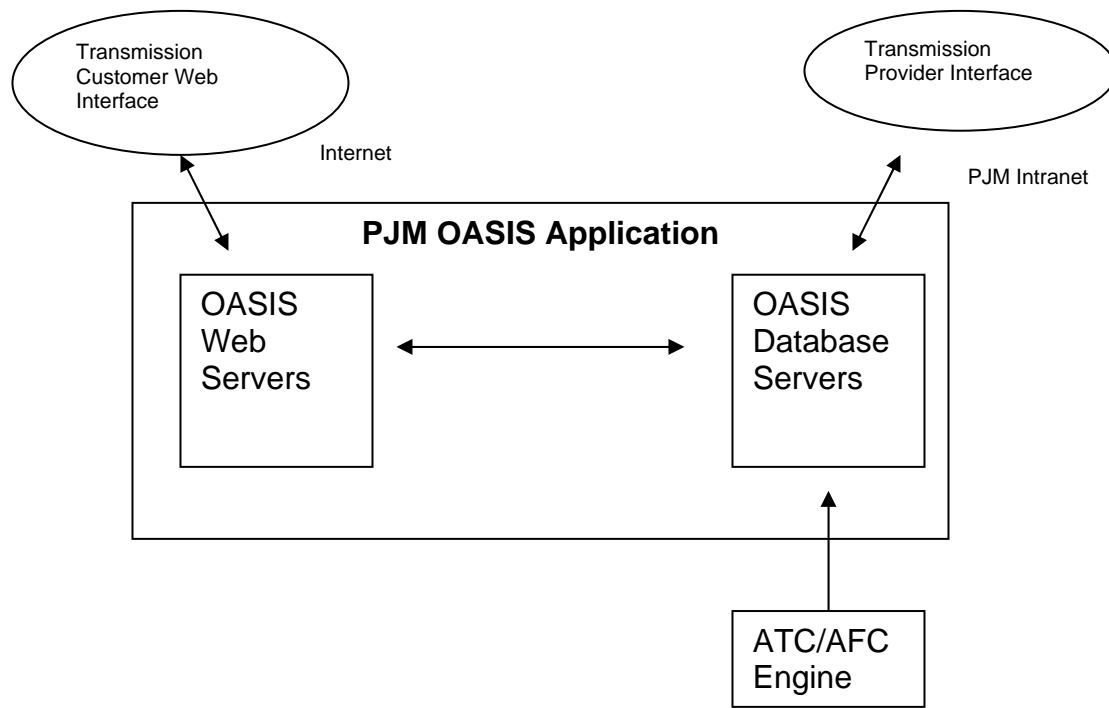 Transmission
Customer Web
Interface
Transmission
Provider Interface
Internet
PJM Intranet
PJM OASIS Application
OASIS
Web
Servers
OASIS
Database
Servers
ATC/AFC
Engine